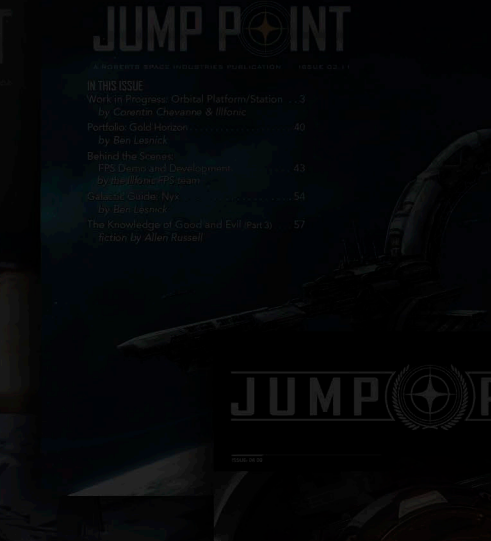 JUMP POINT
A ROBERTS SPACE INDUSTRIES PUBLICATION
IN THIS ISSUE
Work in Progress: Orbital Platform/Station . . 3
by Corentin Chevanne & Illfonic
Portfolio: Gold Horizon . . . . . . . . . . 40
by Ben Lesnick
Behind the Scenes:
FPS Demo and Development . . . . . . . . . 43
by the Illfonic FPS team
Galactic Guide: Nyx . . . . . . . . . . . . 54
by Ben Lesnick
The Knowledge of Good and Evil (Part 3) . . 57
fiction by Allen Russell
JUMP